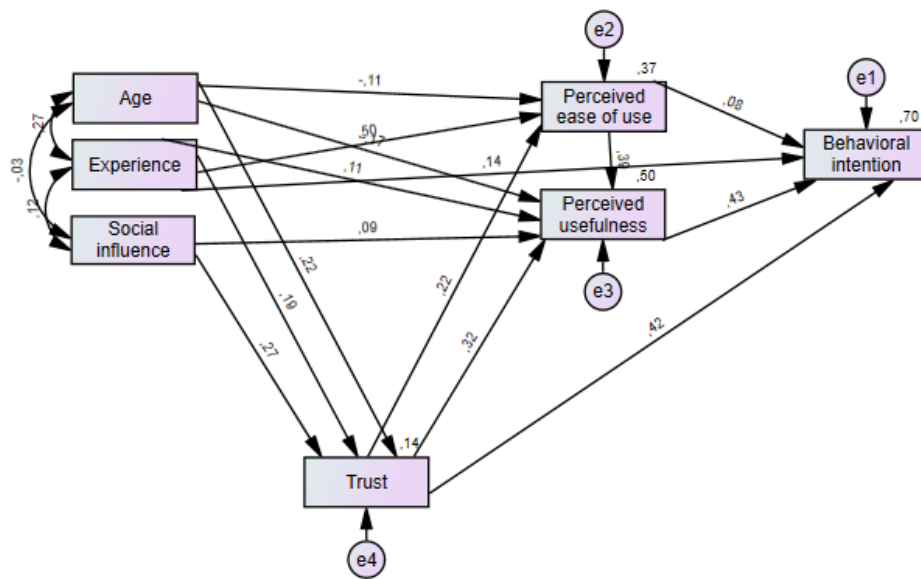 e2
,37
e1
Age
-,11
Perceived
ease of use
,08
,70
,27
,50
Experience
,11
,14
,39
Behavioral
intention
-,03
,50
,12
Social
influence
,09
Perceived
usefulness
,43
,22
,22
e3
,19
,27
,32
,42
,14
Trust
e4